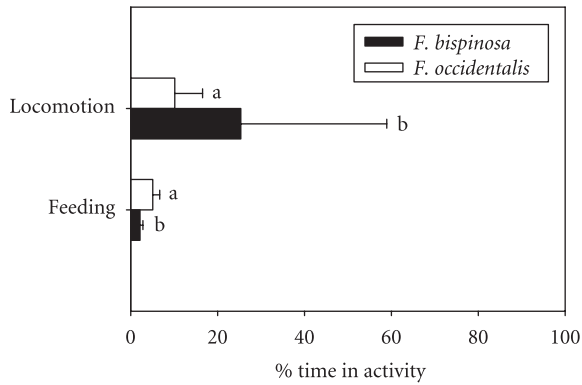 F. bispinosa
F. occidentalis
Locomotion
a
b
Feeding
a
b
0 20 40 60 80 100
% time in activity